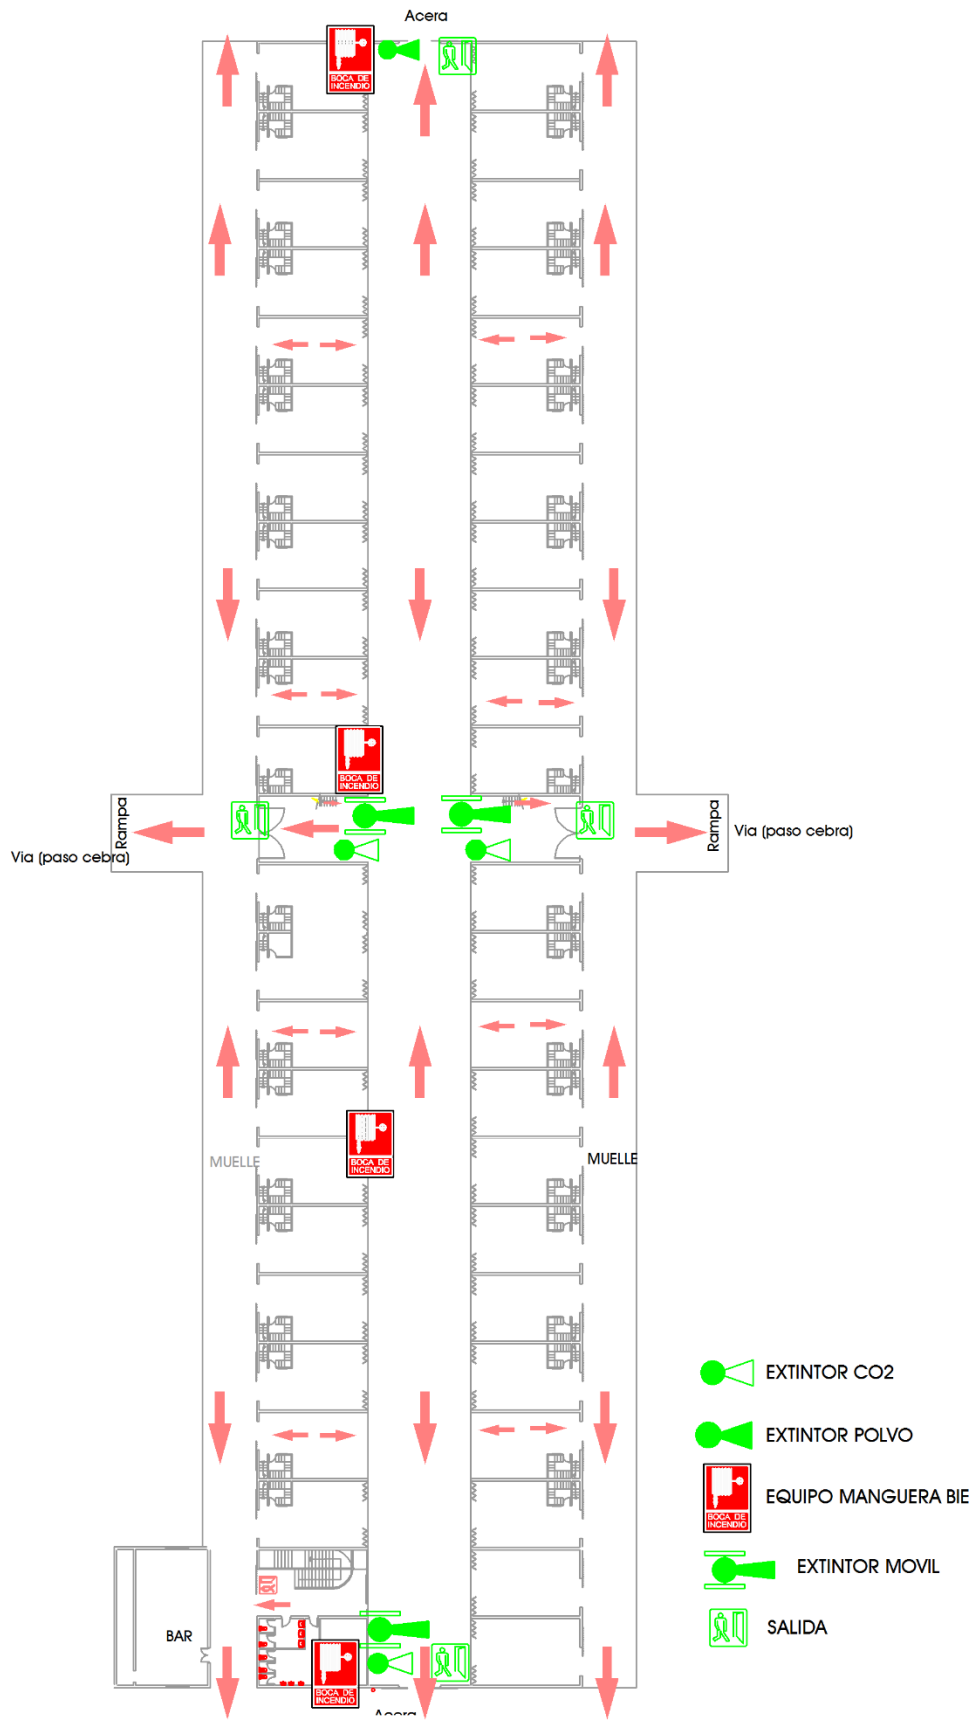 Acera
BOCA DE
INCENDIO
BOCA DE
INCENDIO
Rampa
Rampa
Via (paso cebra)
Via (paso cebra)
MUELLE
MUELLE
BOCA DE
INCENDIO
EXTINTOR CO2
EXTINTOR POLVO
EQUIPO MANGUERA BIE
BOCA DE
INCENDIO
EXTINTOR MOVIL
SALIDA
BAR
BOCA DE
INCENDIO
Acera